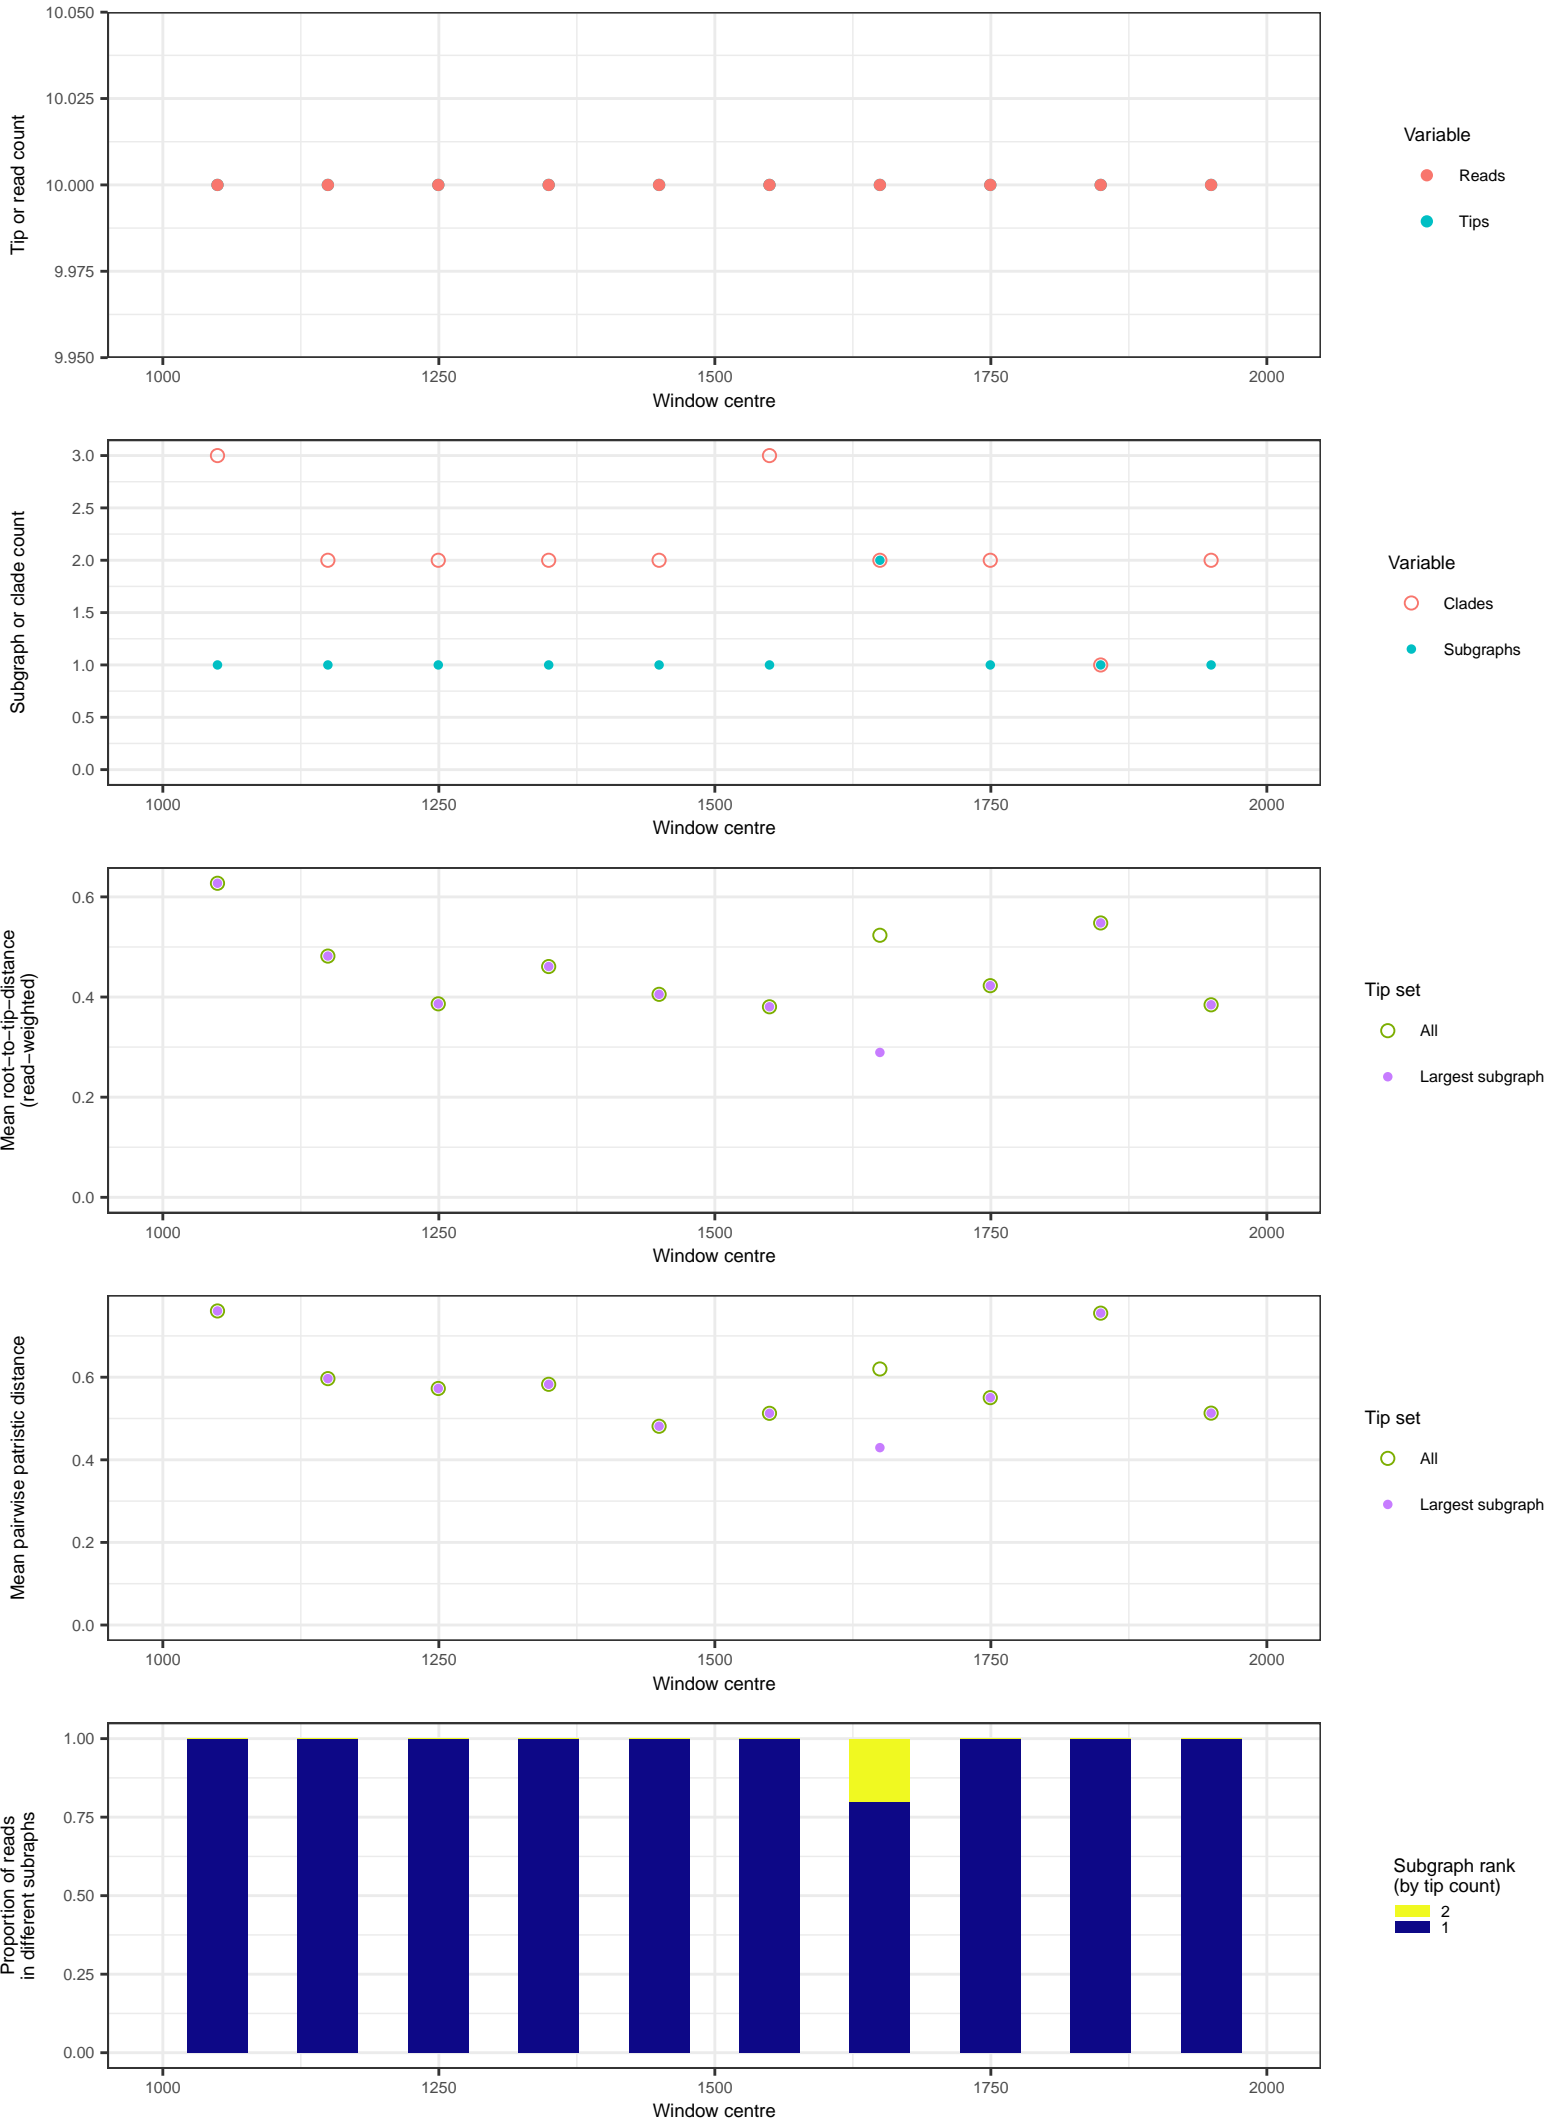 10.050
10.025
10.000
9.975
9.950
Tip or read count
1000 1250 1500 1750 2000
Window centre
Variable
Reads
Tips
3.0
2.5
2.0
1.5
1.0
0.5
0.0
Subgraph or clade count
1000 1250 1500 1750 2000
Window centre
Variable
Clades
Subgraphs
0.6
0.4
0.2
0.0
Mean root−to−tip−distance
(read−weighted)
1000 1250 1500 1750 2000
Window centre
Tip set
All
Largest subgraph
0.6
0.4
0.2
0.0
Mean pairwise patristic distance
1000 1250 1500 1750 2000
Window centre
Tip set
All
Largest subgraph
1.00
0.75
0.50
0.25
0.00
Proportion of reads
in different subraphs
1000 1250 1500 1750 2000
Window centre
Subgraph rank
(by tip count)
2
1